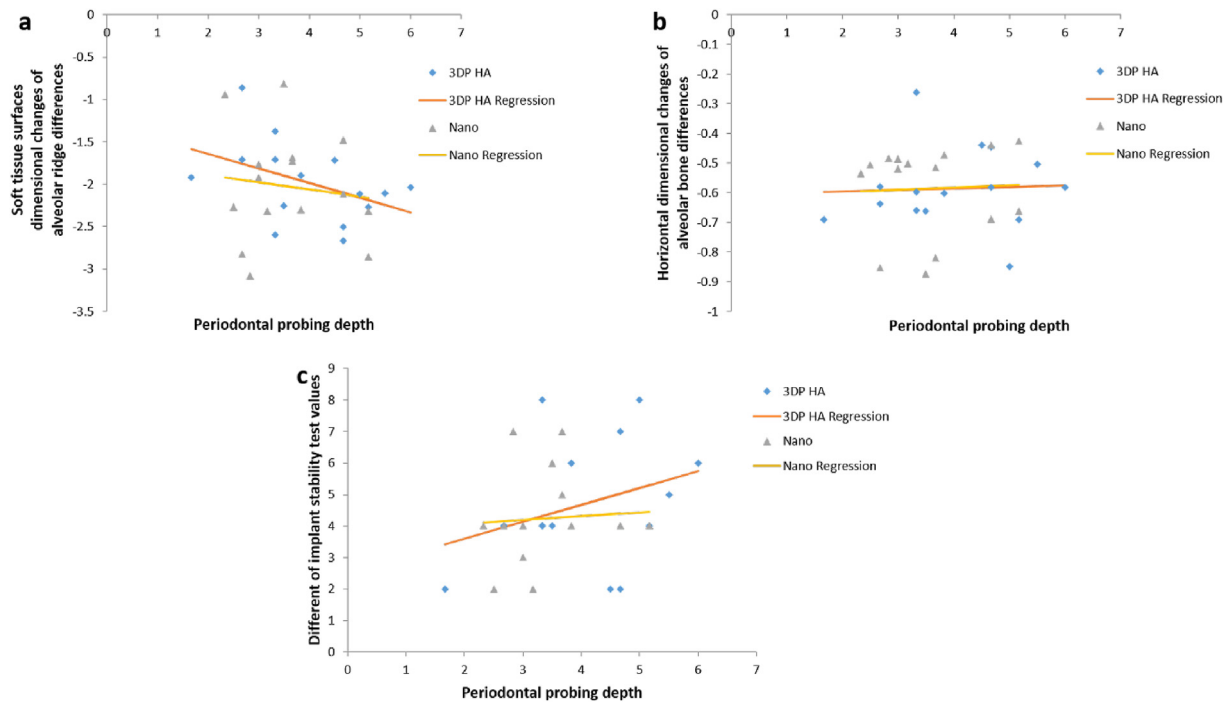 a
0 1 2 3 4 5 6 7
0
-0.5
-1
-1.5
-2
-2.5
-3
-3.5
Soft tissue surfaces
dimensional changes of
alveolar ridge differences
Periodontal probing depth
3DP HA
3DP HA Regression
Nano
Nano Regression
b
0 1 2 3 4 5 6 7
0
-0.1
-0.2
-0.3
-0.4
-0.5
-0.6
-0.7
-0.8
-0.9
-1
Horizontal dimensional changes of
alveolar bone differences
Periodontal probing depth
3DP HA
3DP HA Regression
Nano
Nano Regression
c
9
8
7
6
5
4
3
2
1
0
0 1 2 3 4 5 6 7
Different of implant stability test values
Periodontal probing depth
3DP HA
3DP HA Regression
Nano
Nano Regression